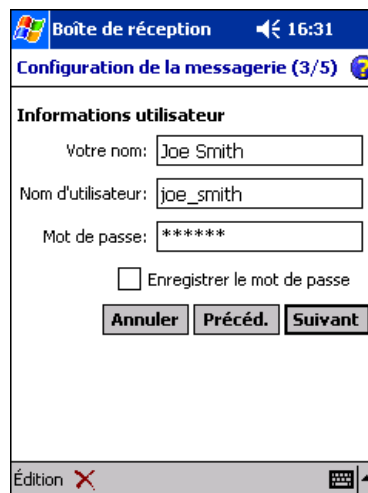 Boîte de réception 16:31
Configuration de la messagerie (3/5) ?
Informations utilisateur
Votre nom: Joe Smith
Nom d'utilisateur: joe_smith
Mot de passe: ******
Enregistrer le mot de passe
Annuler Précéd. Suivant
Édition